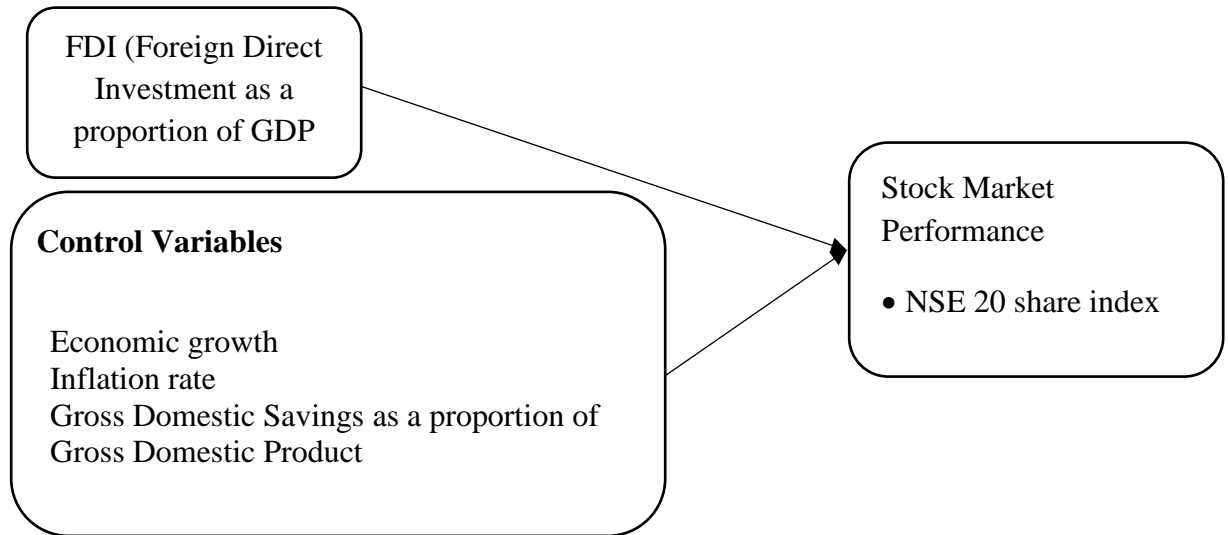 FDI (Foreign Direct
Investment as a
proportion of GDP
Control Variables
Economic growth
Inflation rate
Gross Domestic Savings as a proportion of
Gross Domestic Product
Stock Market
Performance
• NSE 20 share index